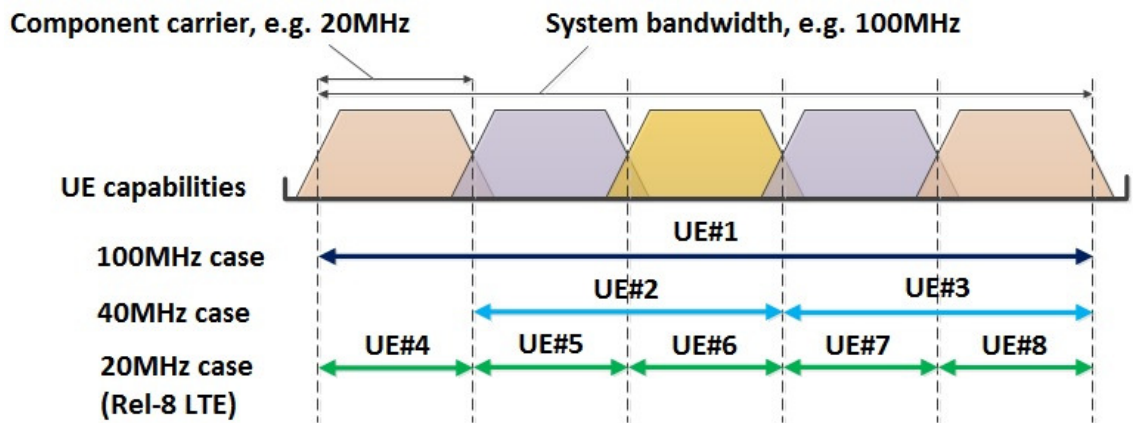 Component carrier, e.g. 20MHz
System bandwidth, e.g. 100MHz
UE capabilities
UE#1
100MHz case
UE#2
UE#3
40MHz case
UE#4
UE#5
UE#6
UE#7
UE#8
20MHz case
(Rel-8 LTE)